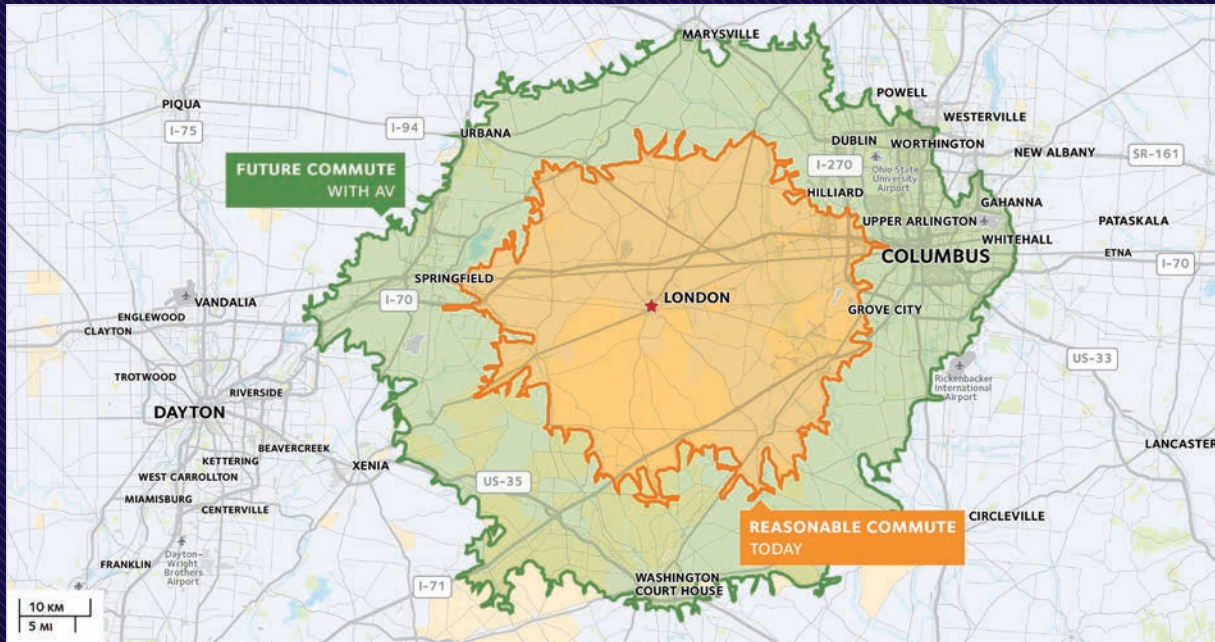 MARYSVILLE
POWELL
PIQUA
WESTERVILLE
I-75
I-94
URBANA
DUBLIN
WORTHINGTON
NEW ALBANY
SR-161
FUTURE COMMUTE
WITH AV
I-270
Ohio State
University
Airport
HILLIARD
GAHANNA
UPPER ARLINGTON
PATASKALA
WHITEHALL
COLUMBUS
ETNA
I-70
SPRINGFIELD
I-70
VANDALIA
LONDON
ENGLEWOOD
GROVE CITY
CLAYTON
US-33
TROTWOOD
Rickenbacker
International
Airport
RIVERSIDE
DAYTON
BEAVERCREEK
LANCASTER
KETTERING
XENIA
WEST CARROLLTON
US-35
MIAMISBURG
CENTERVILLE
REASONABLE COMMUTE
TODAY
CIRCLEVILLE
Dayton-
Wright
Brothers
Airport
FRANKLIN
I-71
WASHINGTON
COURT HOUSE
10 KM
5 MI